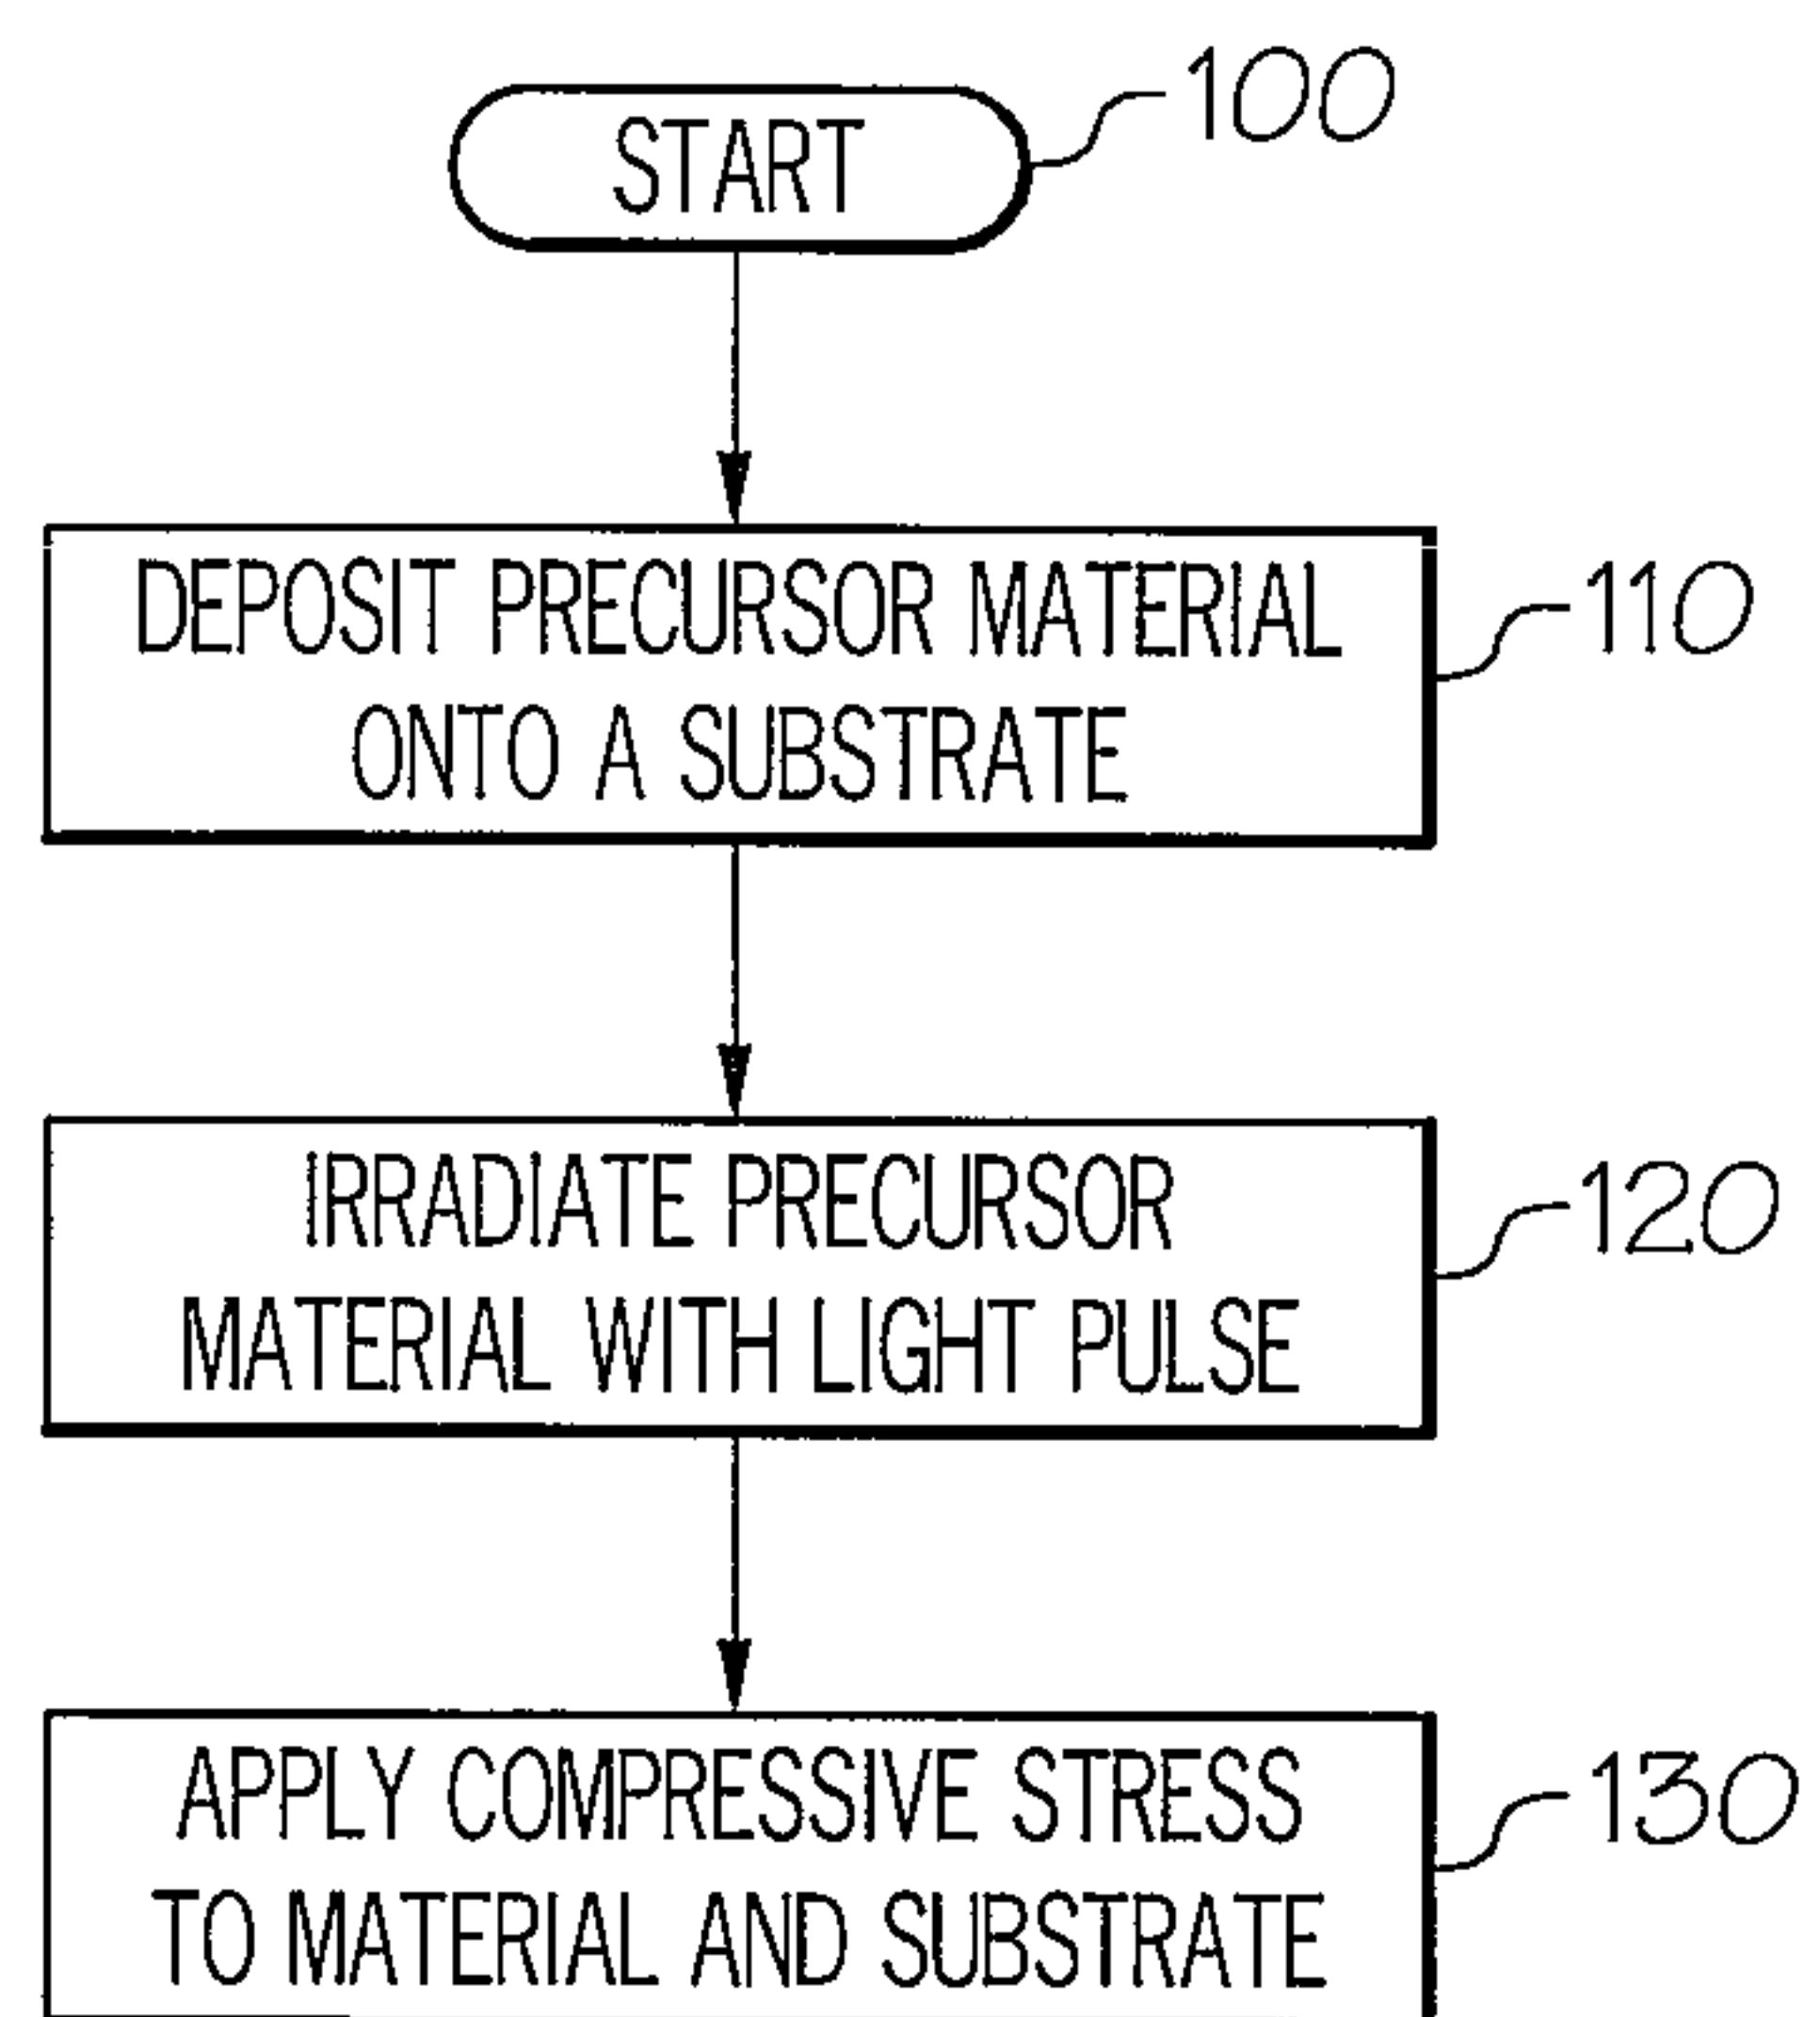 START
100
DEPOSIT PRECURSOR MATERIAL
ONTO A SUBSTRATE
110
IRRADIATE PRECURSOR
MATERIAL WITH LIGHT PULSE
120
APPLY COMPRESSIVE STRESS
TO MATERIAL AND SUBSTRATE
130